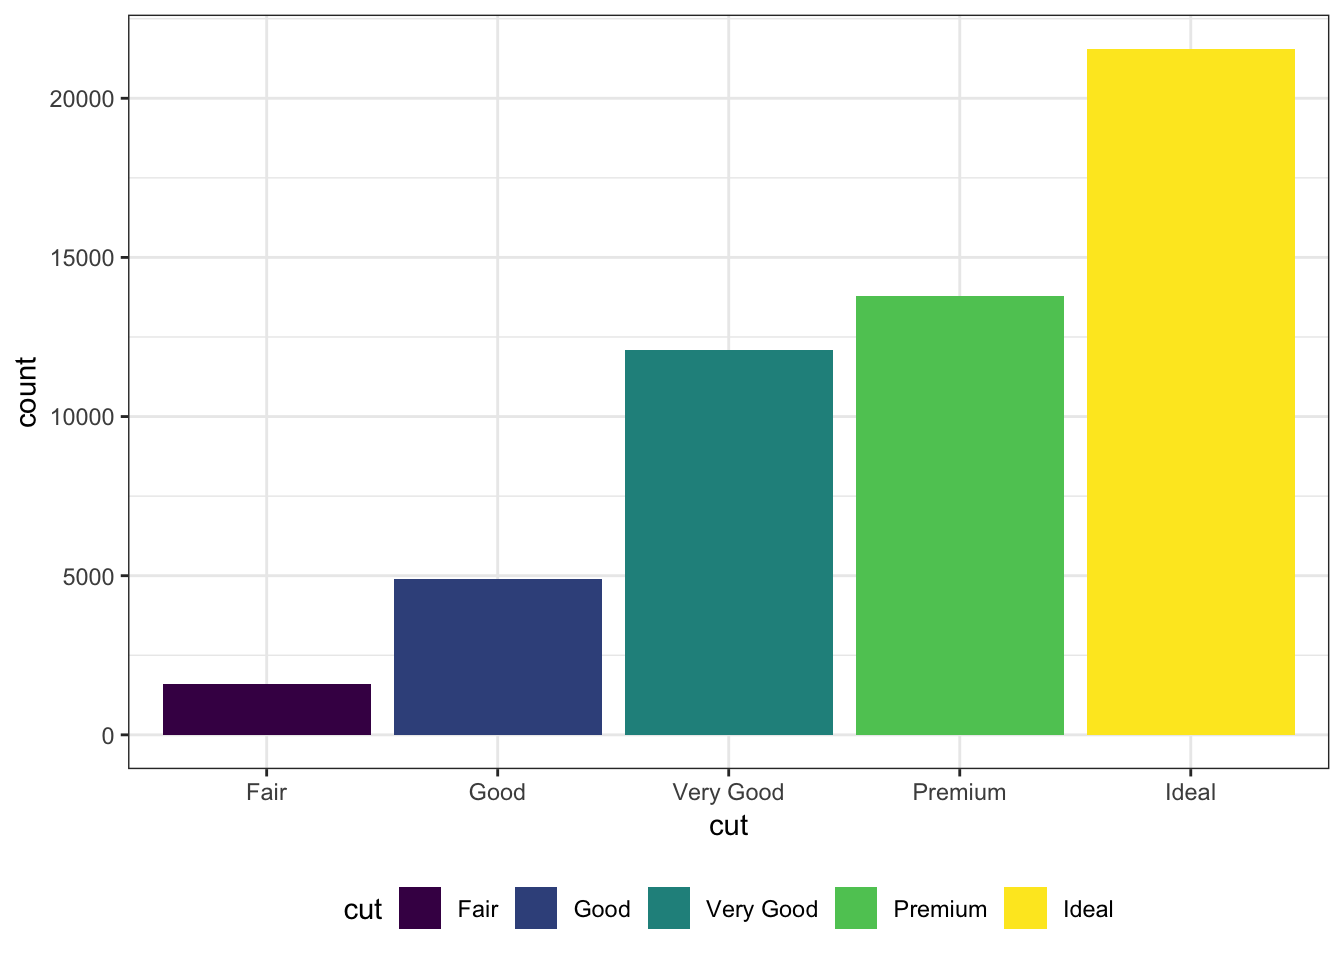 count
20000
15000
10000
5000
0
Fair Good Very Good Premium Ideal
cut
cut Fair Good Very Good Premium Ideal